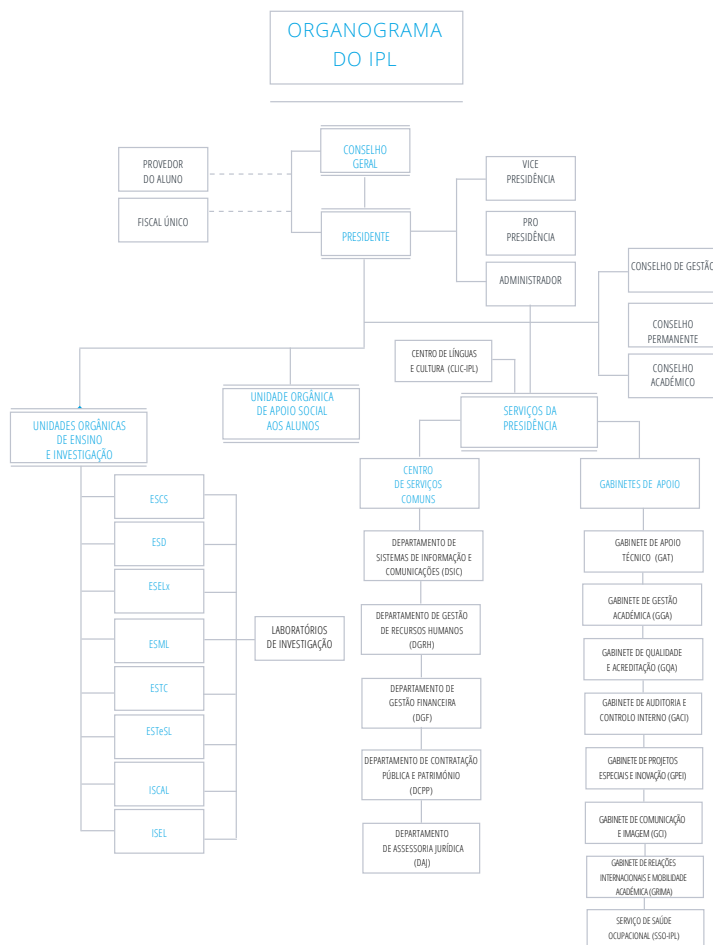 ORGANOGRAMA
DO IPL
CONSELHO
GERAL
PROVEDOR
DO ALUNO
FISCAL ÚNICO
PRESIDENTE
VICE
PRESIDÊNCIA
PRO
PRESIDÊNCIA
ADMINISTRADOR
CONSELHO DE GESTÃO
CONSELHO
PERMANENTE
CONSELHO
ACADÉMICO
CENTRO DE LÍNGUAS
E CULTURA (CLIC-IPL)
UNIDADES ORGÂNICAS
DE ENSINO
E INVESTIGAÇÃO
UNIDADE ORGÂNICA
DE APOIO SOCIAL
AOS ALUNOS
SERVIÇOS DA
PRESIDÊNCIA
ESCS
ESD
ESELx
ESML
ESTC
ESTeSL
ISCAL
ISEL
LABORATÓRIOS
DE INVESTIGAÇÃO
CENTRO
DE SERVIÇOS
COMUNS
DEPARTAMENTO DE
SISTEMAS DE INFORMAÇÃO E
COMUNICAÇÕES (DSIC)
DEPARTAMENTO DE GESTÃO
DE RECURSOS HUMANOS
(DGRH)
DEPARTAMENTO DE
GESTÃO FINANCEIRA
(DGF)
DEPARTAMENTO DE CONTRATAÇÃO
PÚBLICA E PATRIMÓNIO
(DCPP)
DEPARTAMENTO
DE ASSESSORIA JURÍDICA
(DAJ)
GABINETES DE APOIO
GABINETE DE APOIO
TÉCNICO (GAT)
GABINETE DE GESTÃO
ACADÉMICA (GGA)
GABINETE DE QUALIDADE
E ACREDITAÇÃO (GQA)
GABINETE DE AUDITORIA E
CONTROLO INTERNO (GACI)
GABINETE DE PROJETOS
ESPECIAIS E INOVAÇÃO (GPEI)
GABINETE DE COMUNICAÇÃO
E IMAGEM (GCI)
GABINETE DE RELAÇÕES
INTERNACIONAIS E MOBILIDADE
ACADÉMICA (GRIMA)
SERVIÇO DE SAÚDE
OCUPACIONAL (SSO-IPL)